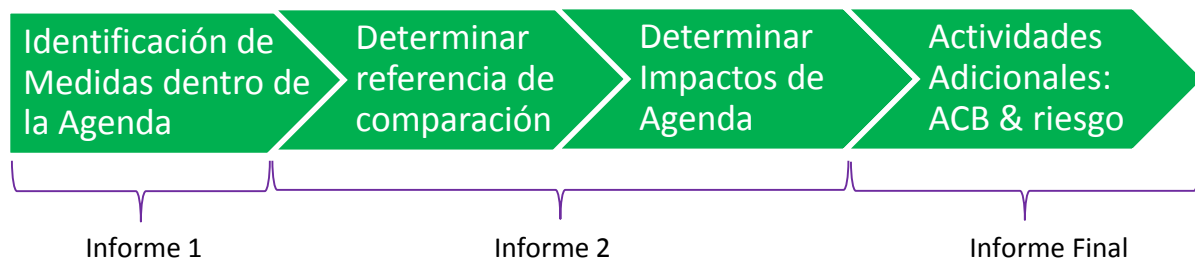 Identificación de
Medidas dentro de
la Agenda
Determinar
referencia de
comparación
Determinar
Impactos de
Agenda
Actividades
Adicionales:
ACB & riesgo
Informe 1
Informe 2
Informe Final